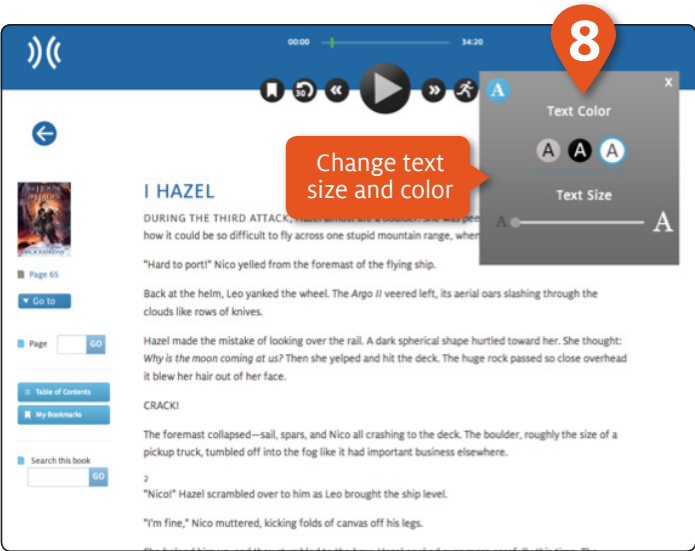 00:00
34:20
8
30
A
x
Text Color
A A A
Change text
size and color
Text Size
A A
I HAZEL
DURING THE THIRD ATTACK,
how it could be so difficult to fly across one stupid mountain range, when
"Hard to port!" Nico yelled from the foremast of the flying ship.
Back at the helm, Leo yanked the wheel. The Argo II veered left, its aerial oars slashing through the
clouds like rows of knives.
Hazel made the mistake of looking over the rail. A dark spherical shape hurtled toward her. She thought:
Why is the moon coming at us? Then she yelped and hit the deck. The huge rock passed so close overhead
it blew her hair out of her face.
CRACK!
The foremast collapsed—sail, spars, and Nico all crashing to the deck. The boulder, roughly the size of a
pickup truck, tumbled off into the fog like it had important business elsewhere.
2
"Nico!" Hazel scrambled over to him as Leo brought the ship level.
"I'm fine," Nico muttered, kicking folds of canvas off his legs.
Page 65
Go to
Page GO
Table of Contents
My Bookmarks
Search this book
GO